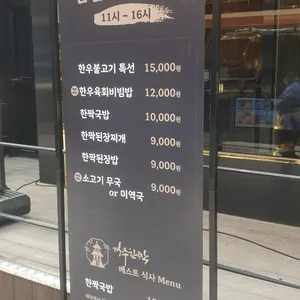 11시 ~ 16시
한우불고기 특선 15,000원
한우육회비빔밥 12,000원
한짝국밥 10,000원
한짝된장찌개 9,000원
한짝된장밥 9,000원
소고기 무국 9,000원
or 미역국
베스트 식사 Menu
한짝국밥